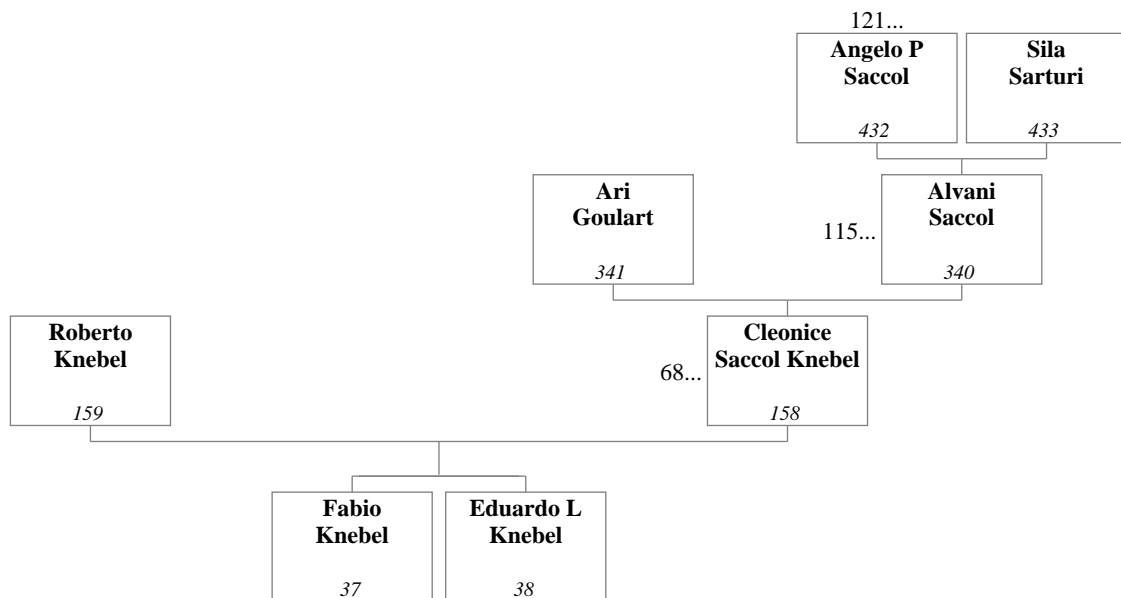 121...
Angelo P
Saccol
432
Sila
Sarturi
433
Ari
Goulart
341
115...
Alvani
Saccol
340
Roberto
Knebel
159
68...
Cleonice
Saccol Knebel
158
Fabio
Knebel
37
Eduardo L
Knebel
38